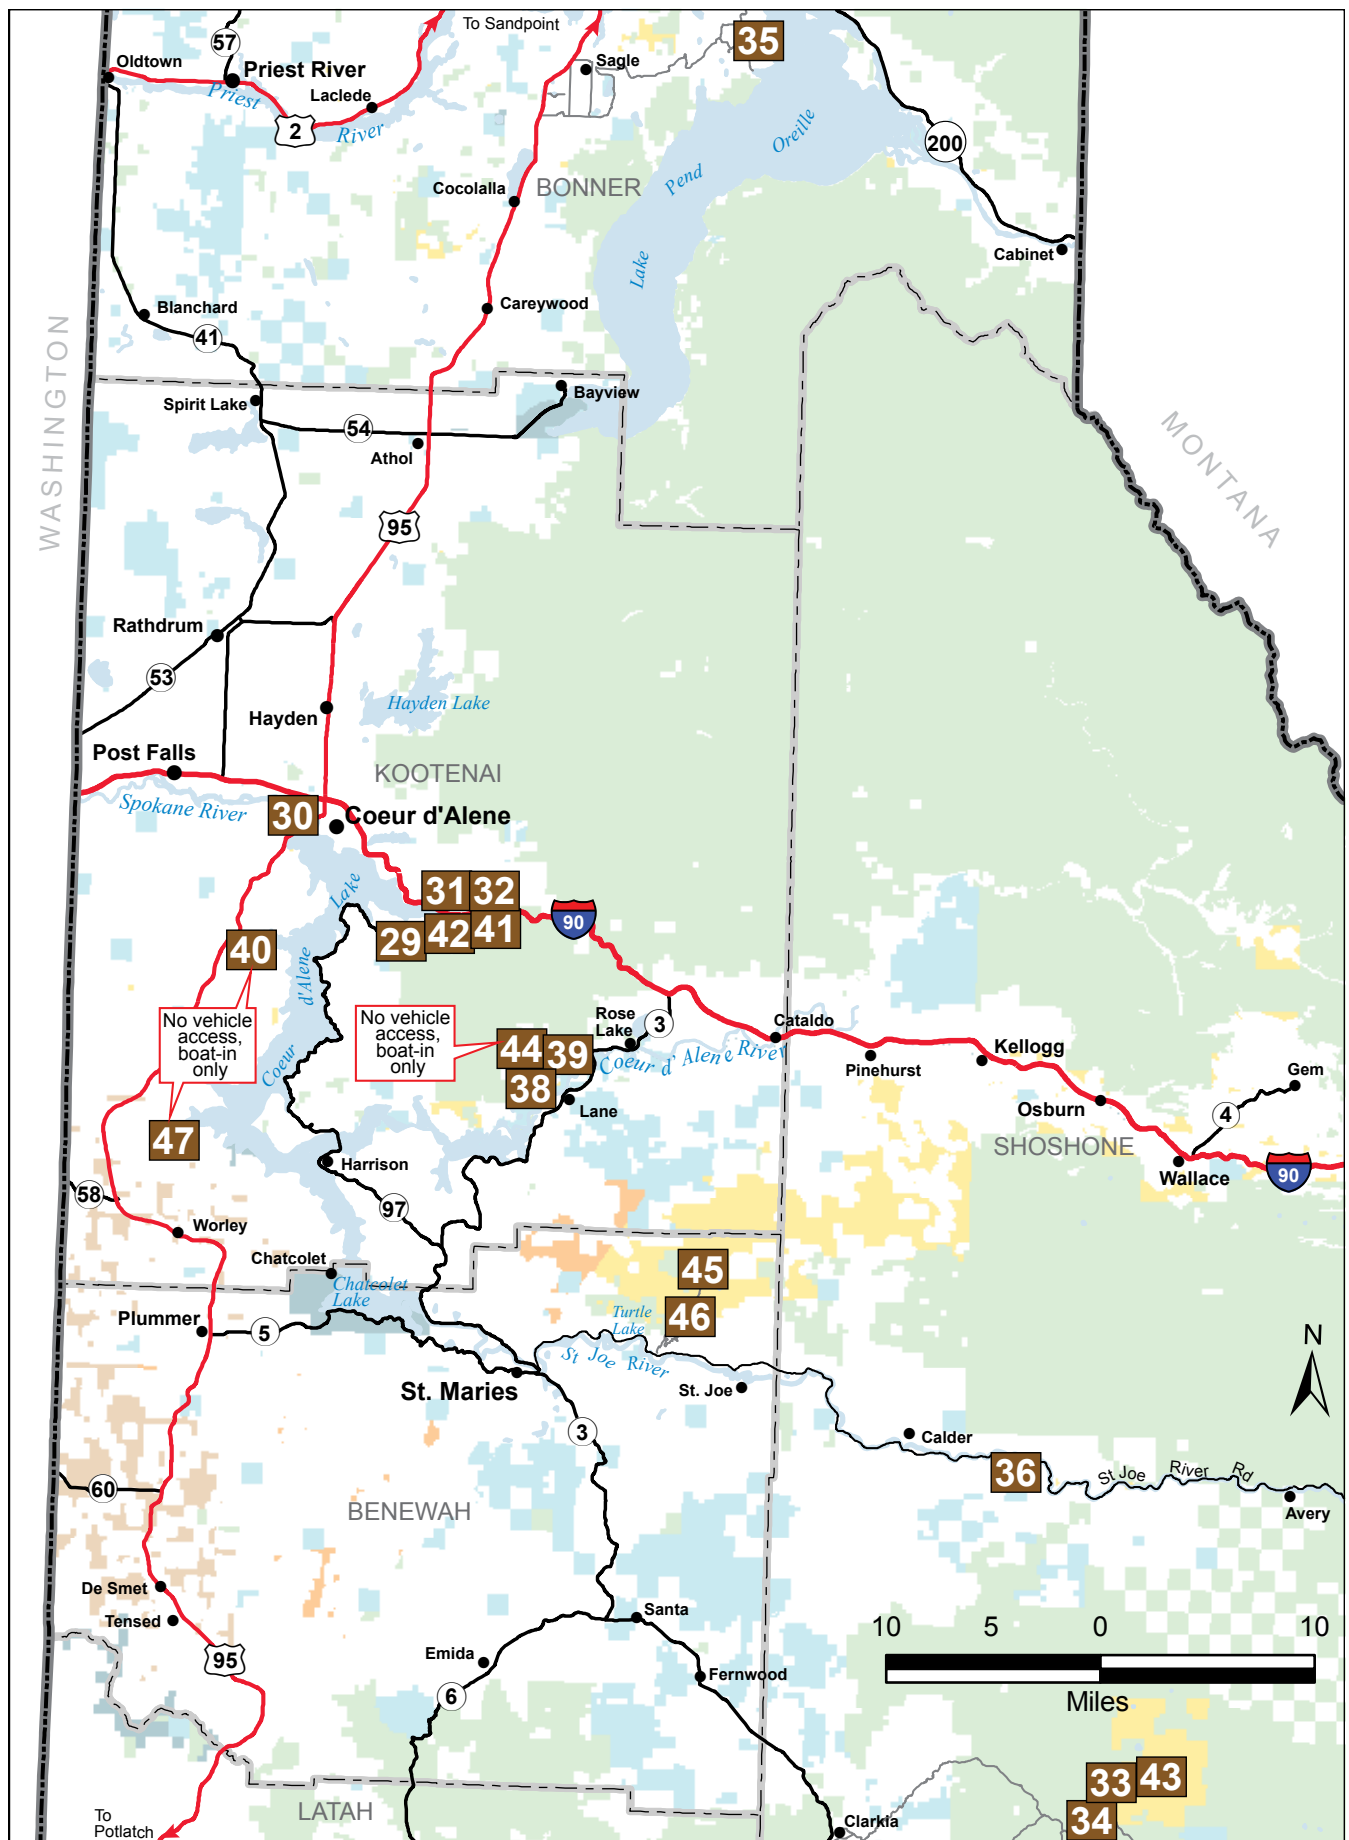 To Sandpoint
35
57
Oldtown
Priest River
Sagle
Priest
Laclede
2
River
200
Oreille
Pend
Cocolalla
BONNER
Lake
Cabinet
Blanchard
Careywood
41
WASHINGTON
MONTANA
Spirit Lake
Bayview
54
Athol
95
Rathdrum
53
Hayden
Hayden Lake
Post Falls
KOOTENAI
Spokane River
30
Coeur d'Alene
31
32
Lake
90
29
42
41
40
d'Alene
No vehicle
access,
boat-in
only
No vehicle
access,
boat-in
only
Rose
Lake
3
Cataldo
44
39
Coeur d' Alene River
Kellogg
Coeur
Pinehurst
Gem
38
Lane
Osburn
4
47
SHOSHONE
Harrison
Wallace
90
58
97
Worley
Chatcolet
45
Chatcolet
Lake
Plummer
5
Turtle
Lake
46
N
St Joe River
St. Maries
St. Joe
3
Calder
36
St Joe River Rd
60
Avery
BENEWAH
De Smet
Tensed
Santa
10 5 0 10
Emida
95
Fernwood
6
Miles
33
43
34
LATAH
To
Potlatch
Clarkia